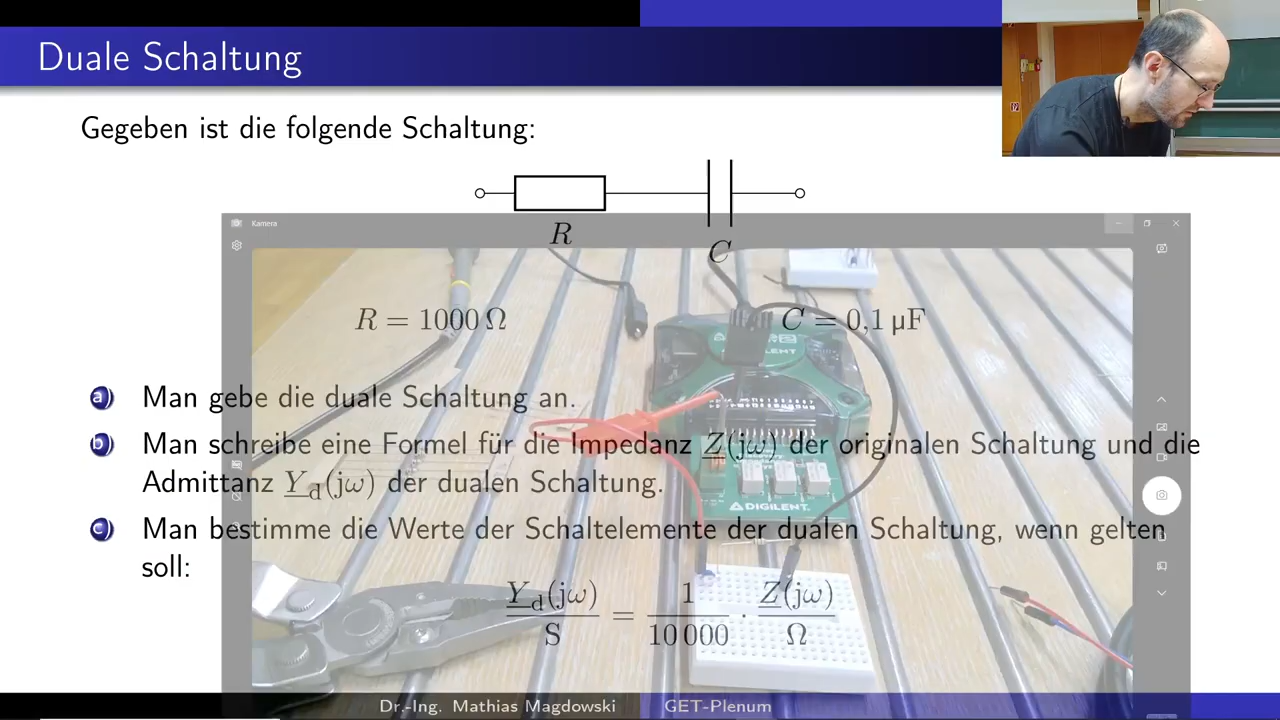 Duale Schaltung
Gegeben ist die folgende Schaltung:
R
C
Kamera
R = 1000 Ω
C = 0,1 µF
a) Man gebe die duale Schaltung an.
b) Man schreibe eine Formel für die Impedanz Z(jω) der originalen Schaltung und die
Admittanz Y_d(jω) der dualen Schaltung.
c) Man bestimme die Werte der Schaltelemente der dualen Schaltung, wenn gelten
soll:
Y_d(jω)/S = 1/10 000 · Z(jω)/Ω
DIGILENT
Dr.-Ing. Mathias Magdowski
GET-Plenum